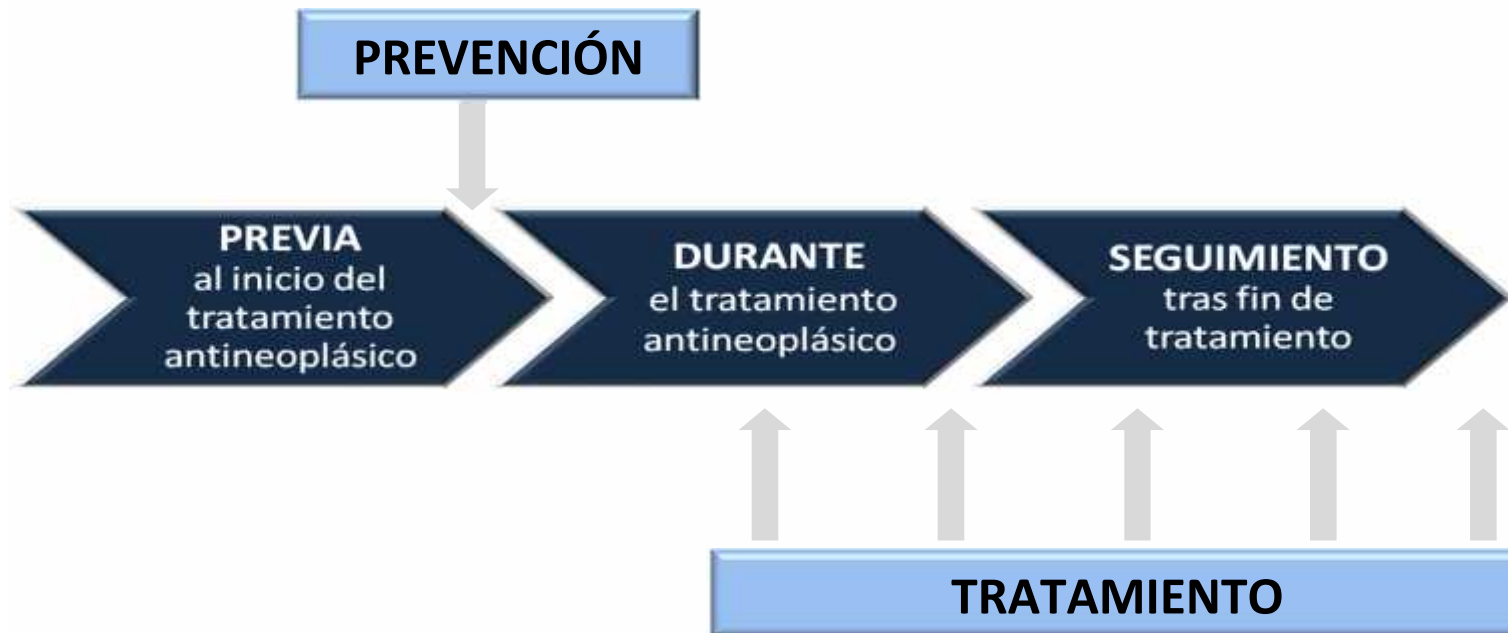 PREVENCIÓN
PREVIA
al inicio del
tratamiento
antineoplásico
DURANTE
el tratamiento
antineoplásico
SEGUIMIENTO
tras fin de
tratamiento
TRATAMIENTO